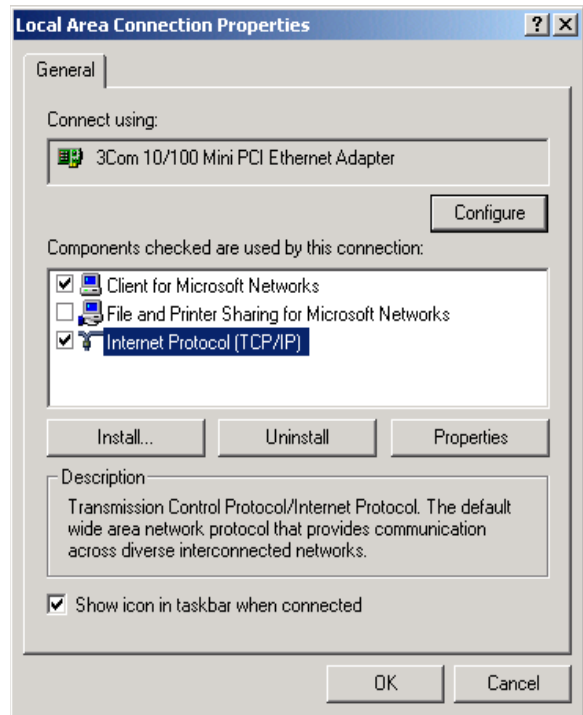 Local Area Connection Properties
General
Connect using:
3Com 10/100 Mini PCI Ethernet Adapter
Configure
Components checked are used by this connection:
Client for Microsoft Networks
File and Printer Sharing for Microsoft Networks
Internet Protocol (TCP/IP)
Install...
Uninstall
Properties
Description
Transmission Control Protocol/Internet Protocol. The default
wide area network protocol that provides communication
across diverse interconnected networks.
Show icon in taskbar when connected
OK
Cancel